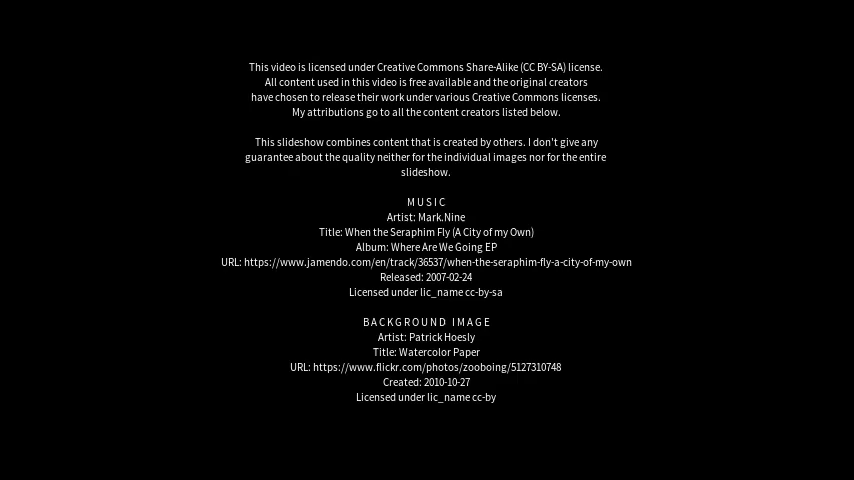 This video is licensed under Creative Commons Share-Alike (CC BY-SA) license.
All content used in this video is free available and the original creators
have chosen to release their work under various Creative Commons licenses.
My attributions go to all the content creators listed below.
This slideshow combines content that is created by others. I don't give any
guarantee about the quality neither for the individual images nor for the entire
slideshow.
MUSIC
Artist: Mark.Nine
Title: When the Seraphim Fly (A City of my Own)
Album: Where Are We Going EP
URL: https://www.jamendo.com/en/track/36537/when-the-seraphim-fly-a-city-of-my-own
Released: 2007-02-24
Licensed under lic_name cc-by-sa
BACKGROUND IMAGE
Artist: Patrick Hoesly
Title: Watercolor Paper
URL: https://www.flickr.com/photos/zooboing/5127310748
Created: 2010-10-27
Licensed under lic_name cc-by